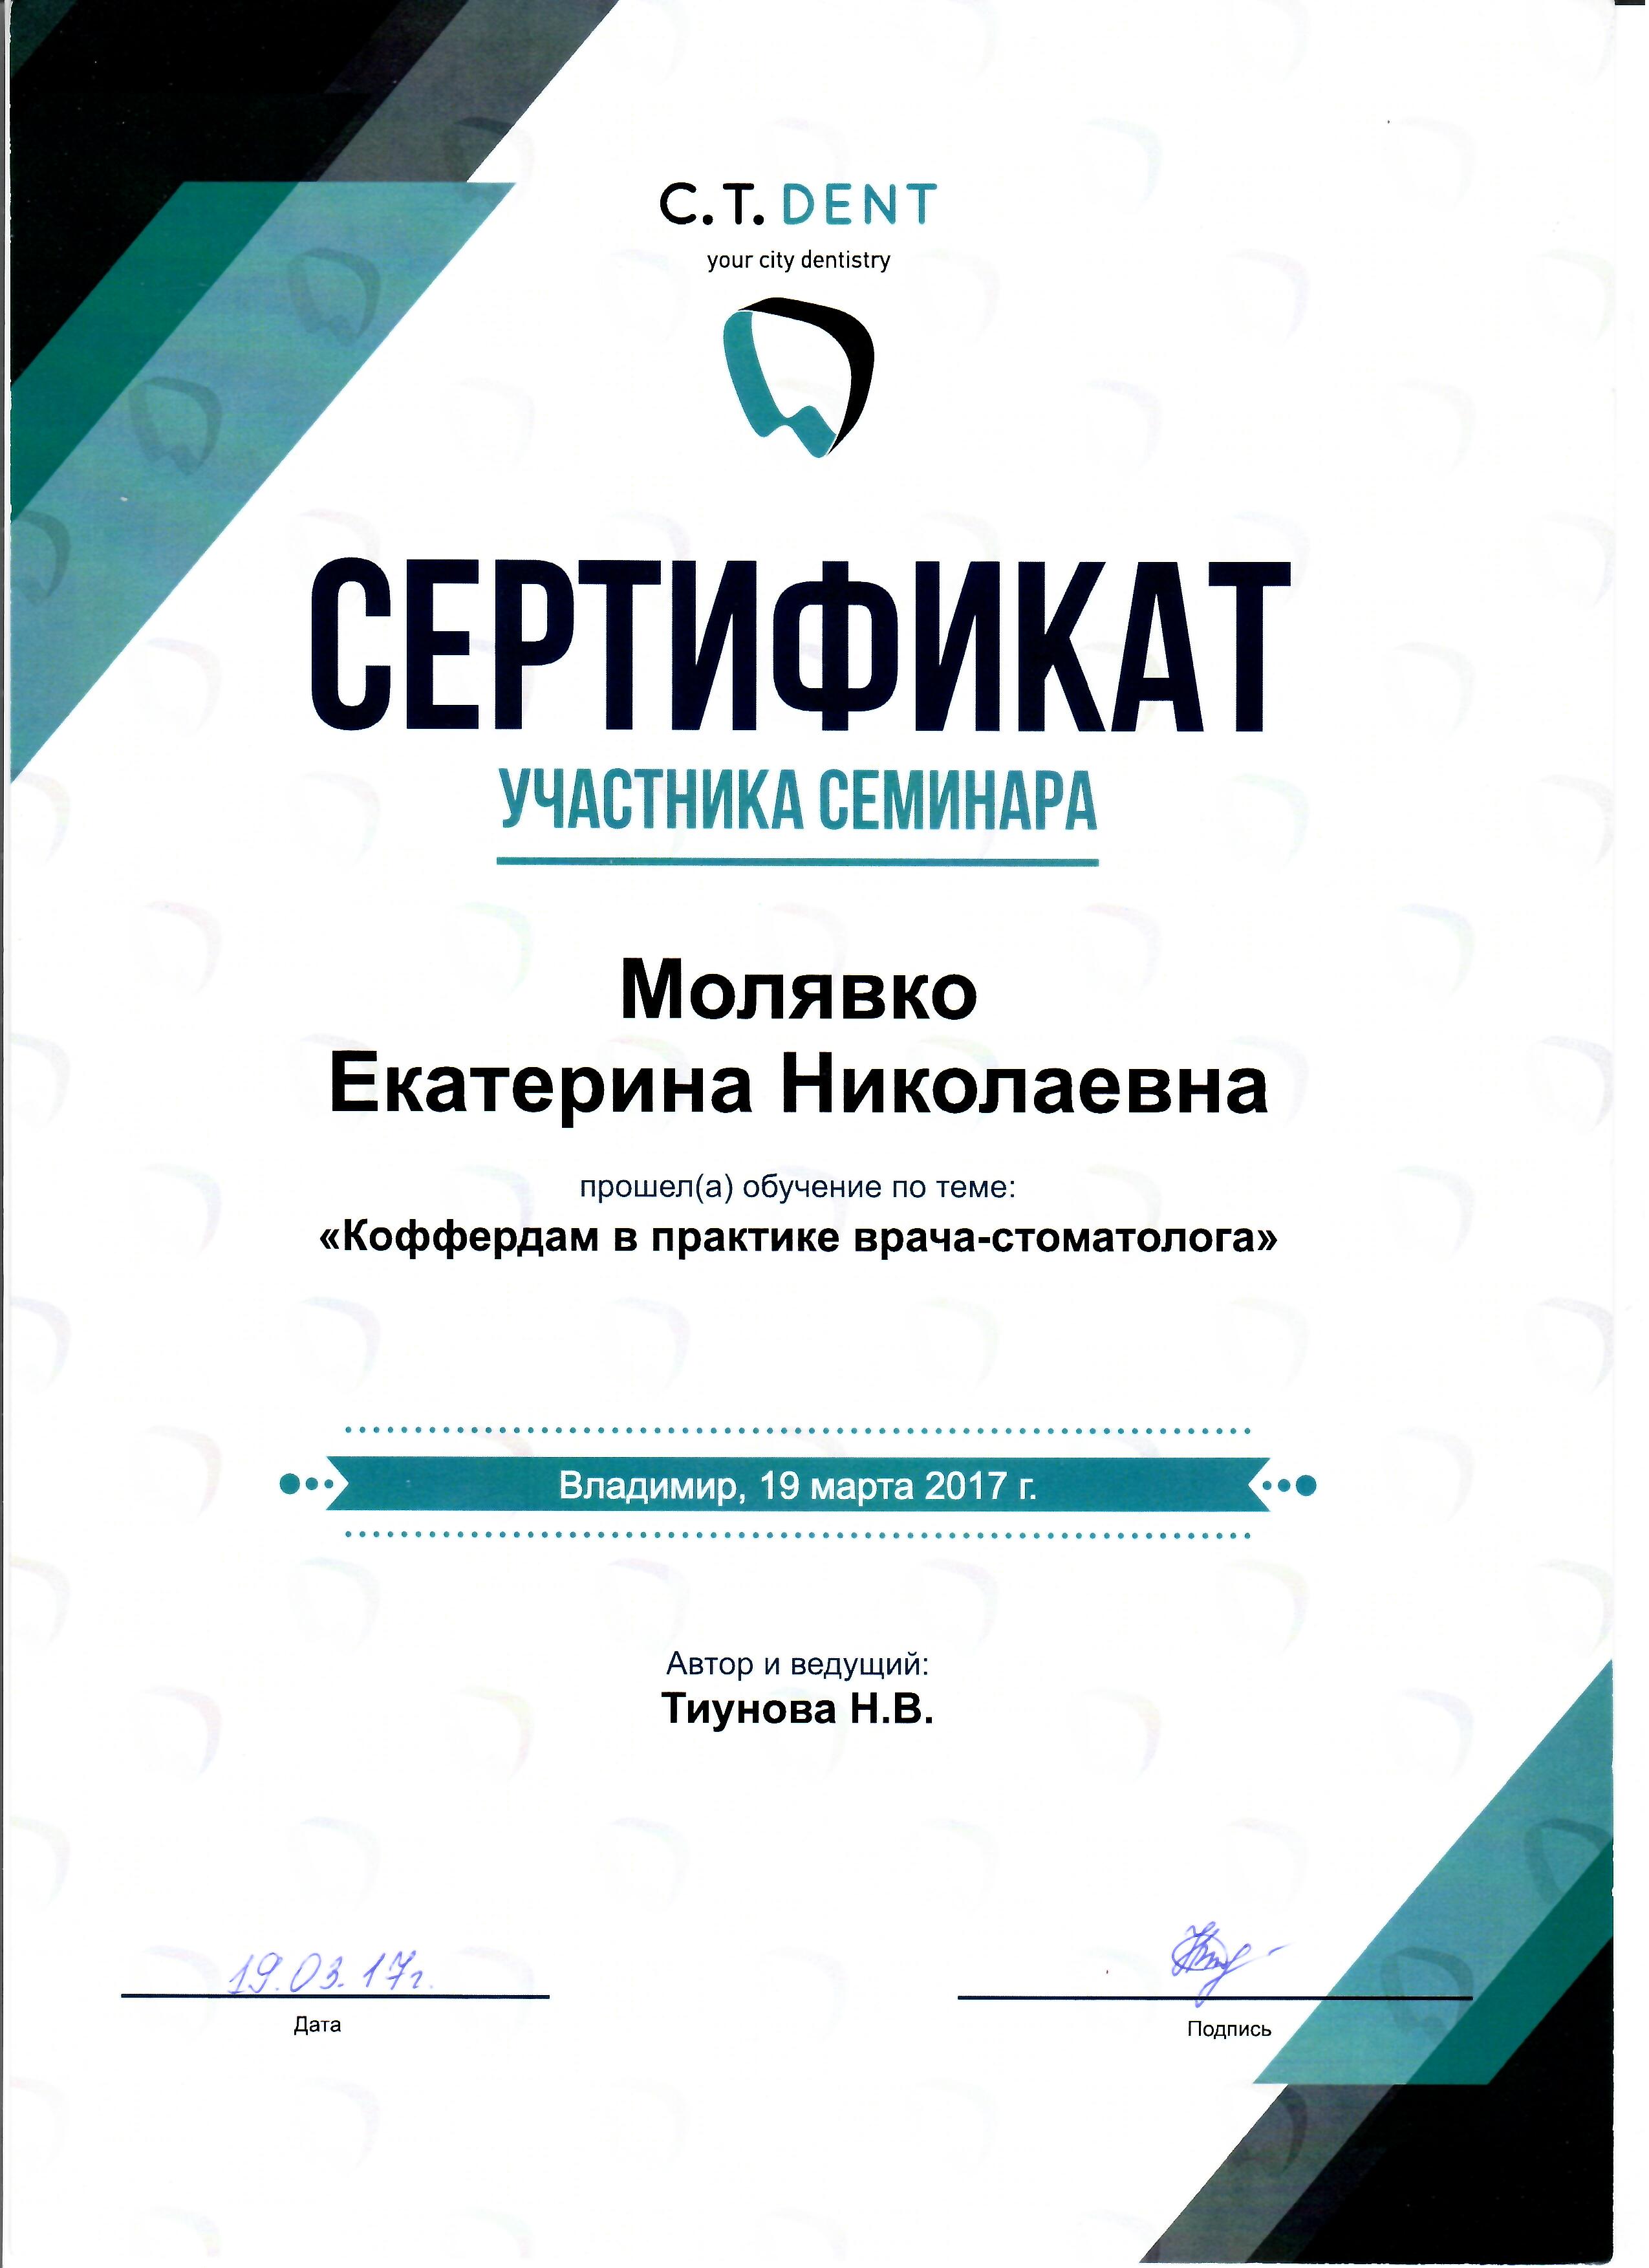 C.T. DENT
your city dentistry
СЕРТИФИКАТ
УЧАСТНИКА СЕМИНАРА
Молявко
Екатерина Николаевна
прошел(а) обучение по теме:
«Коффердам в практике врача-стоматолога»
Владимир, 19 марта 2017 г.
Автор и ведущий:
Тиунова Н.В.
19.03.17г.
Дата
Подпись